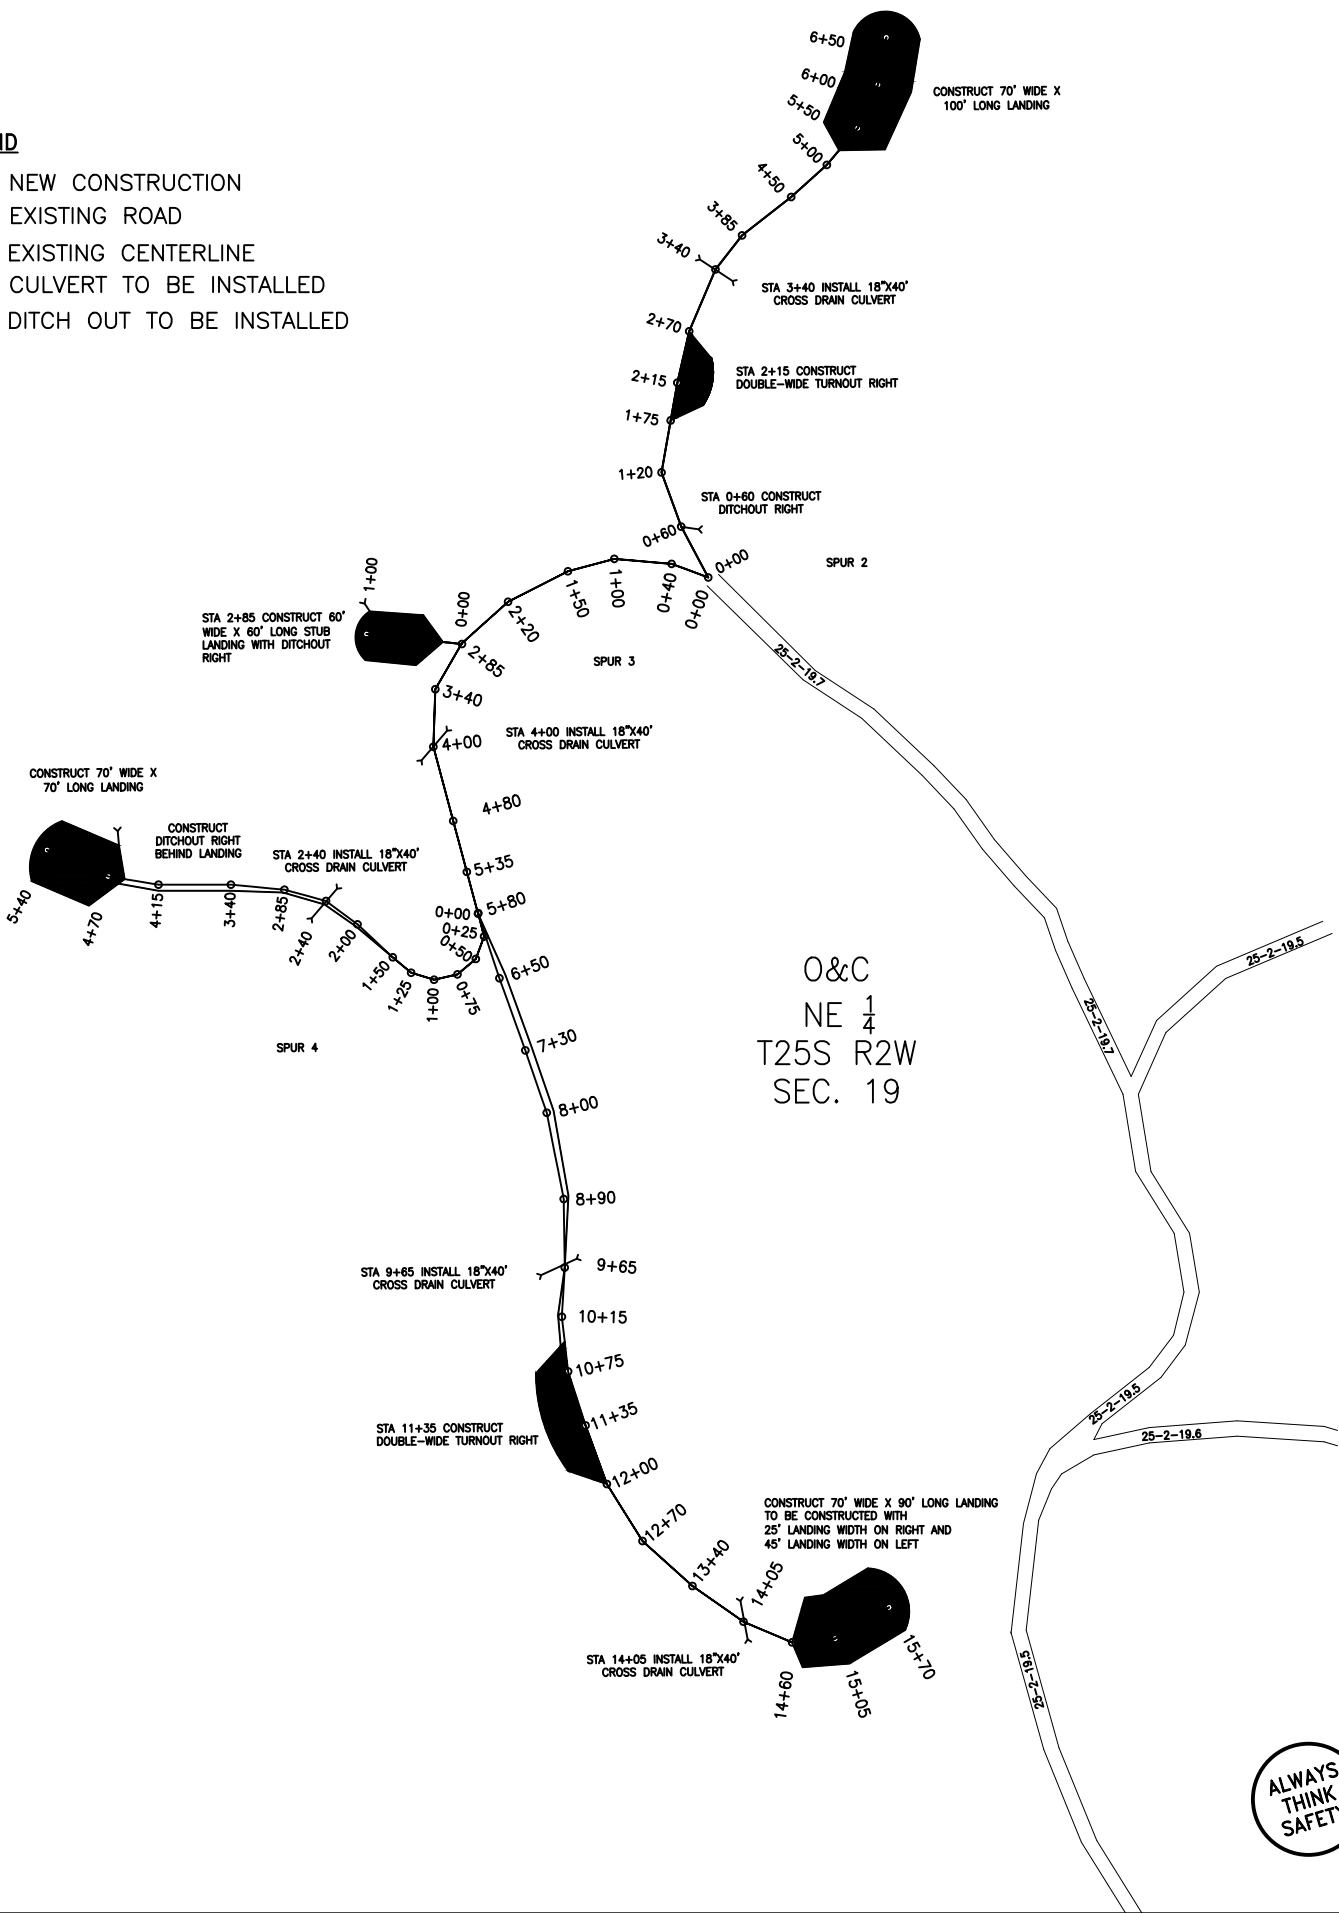 ND
NEW CONSTRUCTION
EXISTING ROAD
EXISTING CENTERLINE
CULVERT TO BE INSTALLED
DITCH OUT TO BE INSTALLED
6+50
6+00
5+50
5+00
4+50
3+85
3+40
2+70
2+15
1+75
1+20
0+60
0+00
CONSTRUCT 70' WIDE X
100' LONG LANDING
STA 3+40 INSTALL 18"X40'
CROSS DRAIN CULVERT
STA 2+15 CONSTRUCT
DOUBLE-WIDE TURNOUT RIGHT
STA 0+60 CONSTRUCT
DITCHOUT RIGHT
SPUR 2
0+00
0+40
1+00
1+50
2+20
2+85
0+00
1+00
STA 2+85 CONSTRUCT 60'
WIDE X 60' LONG STUB
LANDING WITH DITCHOUT
RIGHT
SPUR 3
3+40
4+00
STA 4+00 INSTALL 18"X40'
CROSS DRAIN CULVERT
4+80
5+35
5+80
CONSTRUCT 70' WIDE X
70' LONG LANDING
CONSTRUCT
DITCHOUT RIGHT
BEHIND LANDING
STA 2+40 INSTALL 18"X40'
CROSS DRAIN CULVERT
5+40
4+70
4+15
3+40
2+85
2+40
2+00
1+50
1+25
1+00
0+75
0+50
0+25
0+00
SPUR 4
6+50
7+30
8+00
8+90
9+65
STA 9+65 INSTALL 18"X40'
CROSS DRAIN CULVERT
10+15
10+75
11+35
STA 11+35 CONSTRUCT
DOUBLE-WIDE TURNOUT RIGHT
12+00
12+70
13+40
14+05
CONSTRUCT 70' WIDE X 90' LONG LANDING
TO BE CONSTRUCTED WITH
25' LANDING WIDTH ON RIGHT AND
45' LANDING WIDTH ON LEFT
STA 14+05 INSTALL 18"X40'
CROSS DRAIN CULVERT
14+60
15+05
15+70
O&C
NE 1/4
T25S R2W
SEC. 19
25-2-19.7
25-2-19.7
25-2-19.5
25-2-19.5
25-2-19.6
25-2-19.5
ALWAYS
THINK
SAFETY